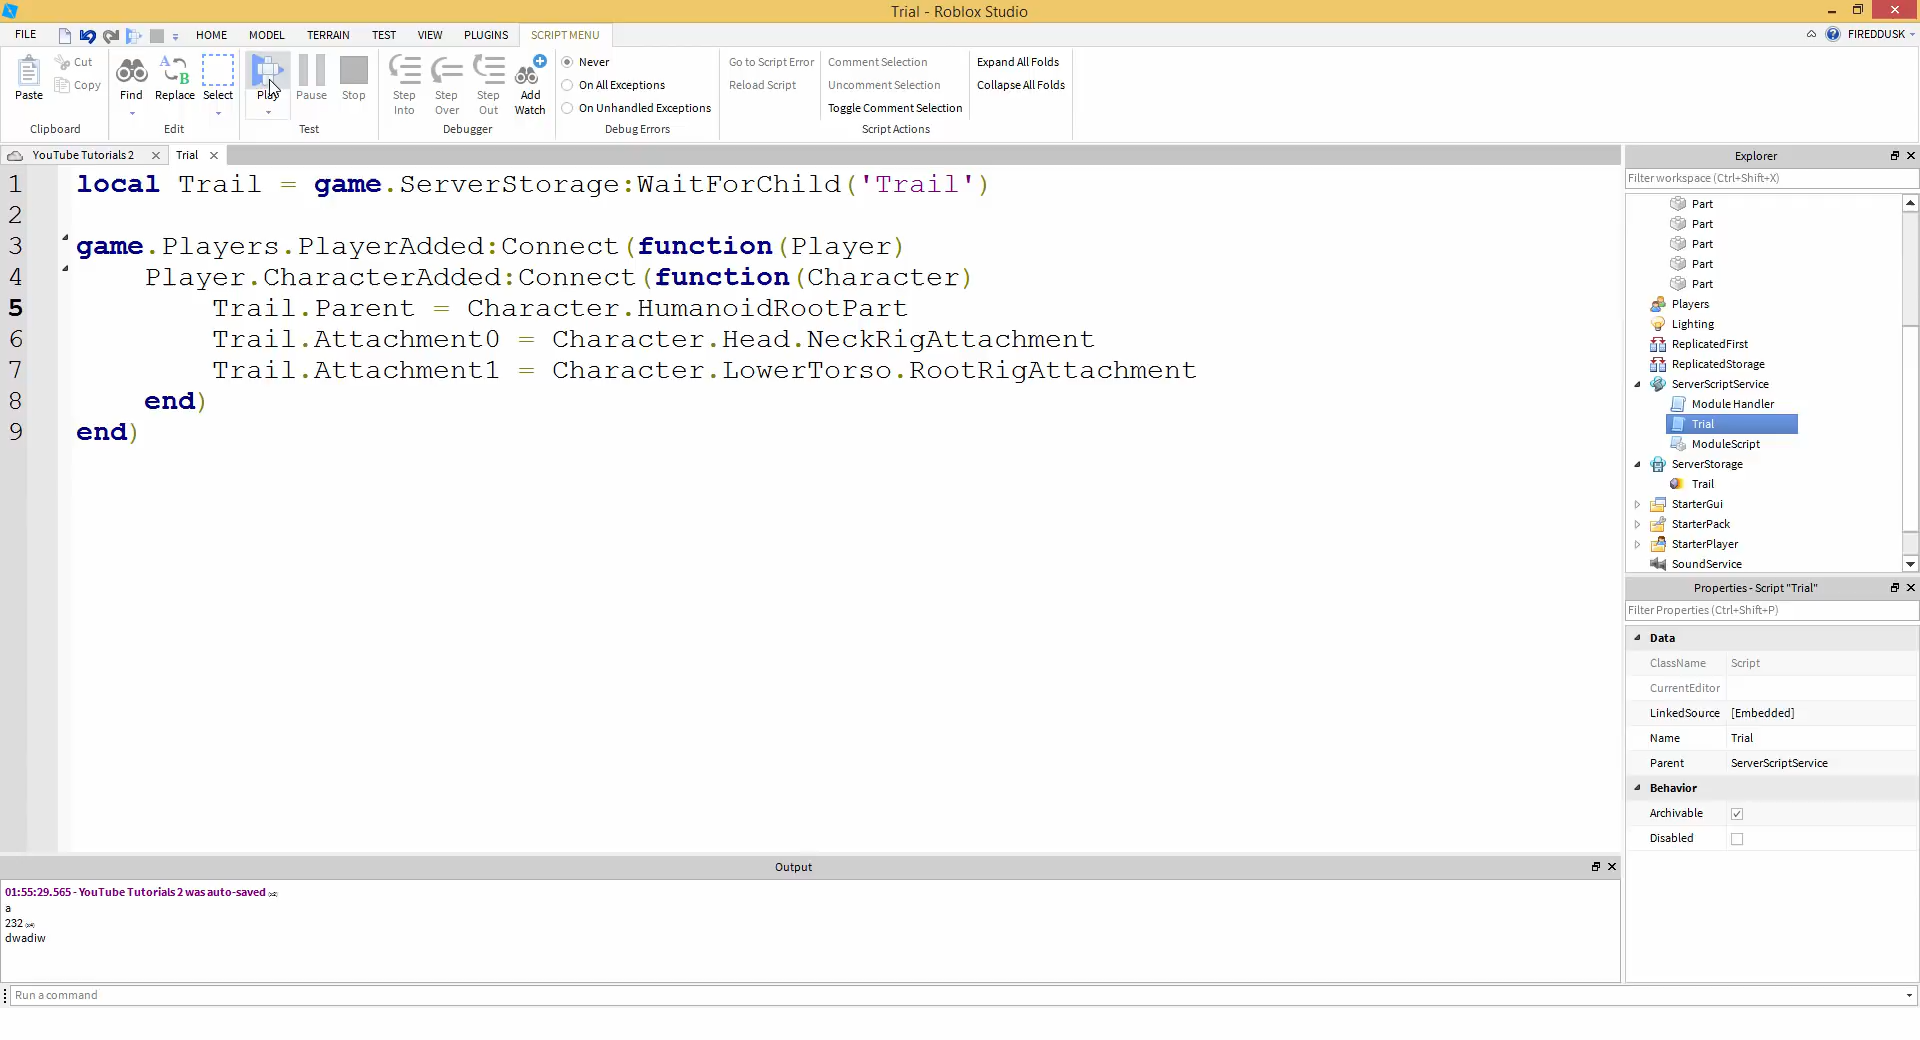 Trial - Roblox Studio
FILE HOME MODEL TERRAIN TEST VIEW PLUGINS SCRIPT MENU FIREDDUSK
Paste
Cut
Copy
Clipboard
Find
Replace
Select
Edit
Play
Pause
Stop
Test
Step Into
Step Over
Step Out
Add Watch
Debugger
Never
On All Exceptions
On Unhandled Exceptions
Debug Errors
Go to Script Error
Reload Script
Comment Selection
Uncomment Selection
Toggle Comment Selection
Script Actions
Expand All Folds
Collapse All Folds
YouTube Tutorials 2
Trial
1 local Trail = game.ServerStorage:WaitForChild('Trail')
2
3 game.Players.PlayerAdded:Connect(function(Player)
4 Player.CharacterAdded:Connect(function(Character)
5 Trail.Parent = Character.HumanoidRootPart
6 Trail.Attachment0 = Character.Head.NeckRigAttachment
7 Trail.Attachment1 = Character.LowerTorso.RootRigAttachment
8 end)
9 end)
Explorer
Filter workspace (Ctrl+Shift+X)
Part
Part
Part
Part
Part
Players
Lighting
ReplicatedFirst
ReplicatedStorage
ServerScriptService
Module Handler
Trial
ModuleScript
ServerStorage
Trail
StarterGui
StarterPack
StarterPlayer
SoundService
Properties - Script "Trial"
Filter Properties (Ctrl+Shift+P)
Data
ClassName Script
CurrentEditor
LinkedSource [Embedded]
Name Trial
Parent ServerScriptService
Behavior
Archivable
Disabled
Output
01:55:29.565 - YouTube Tutorials 2 was auto-saved
a
232
dwadiw
Run a command